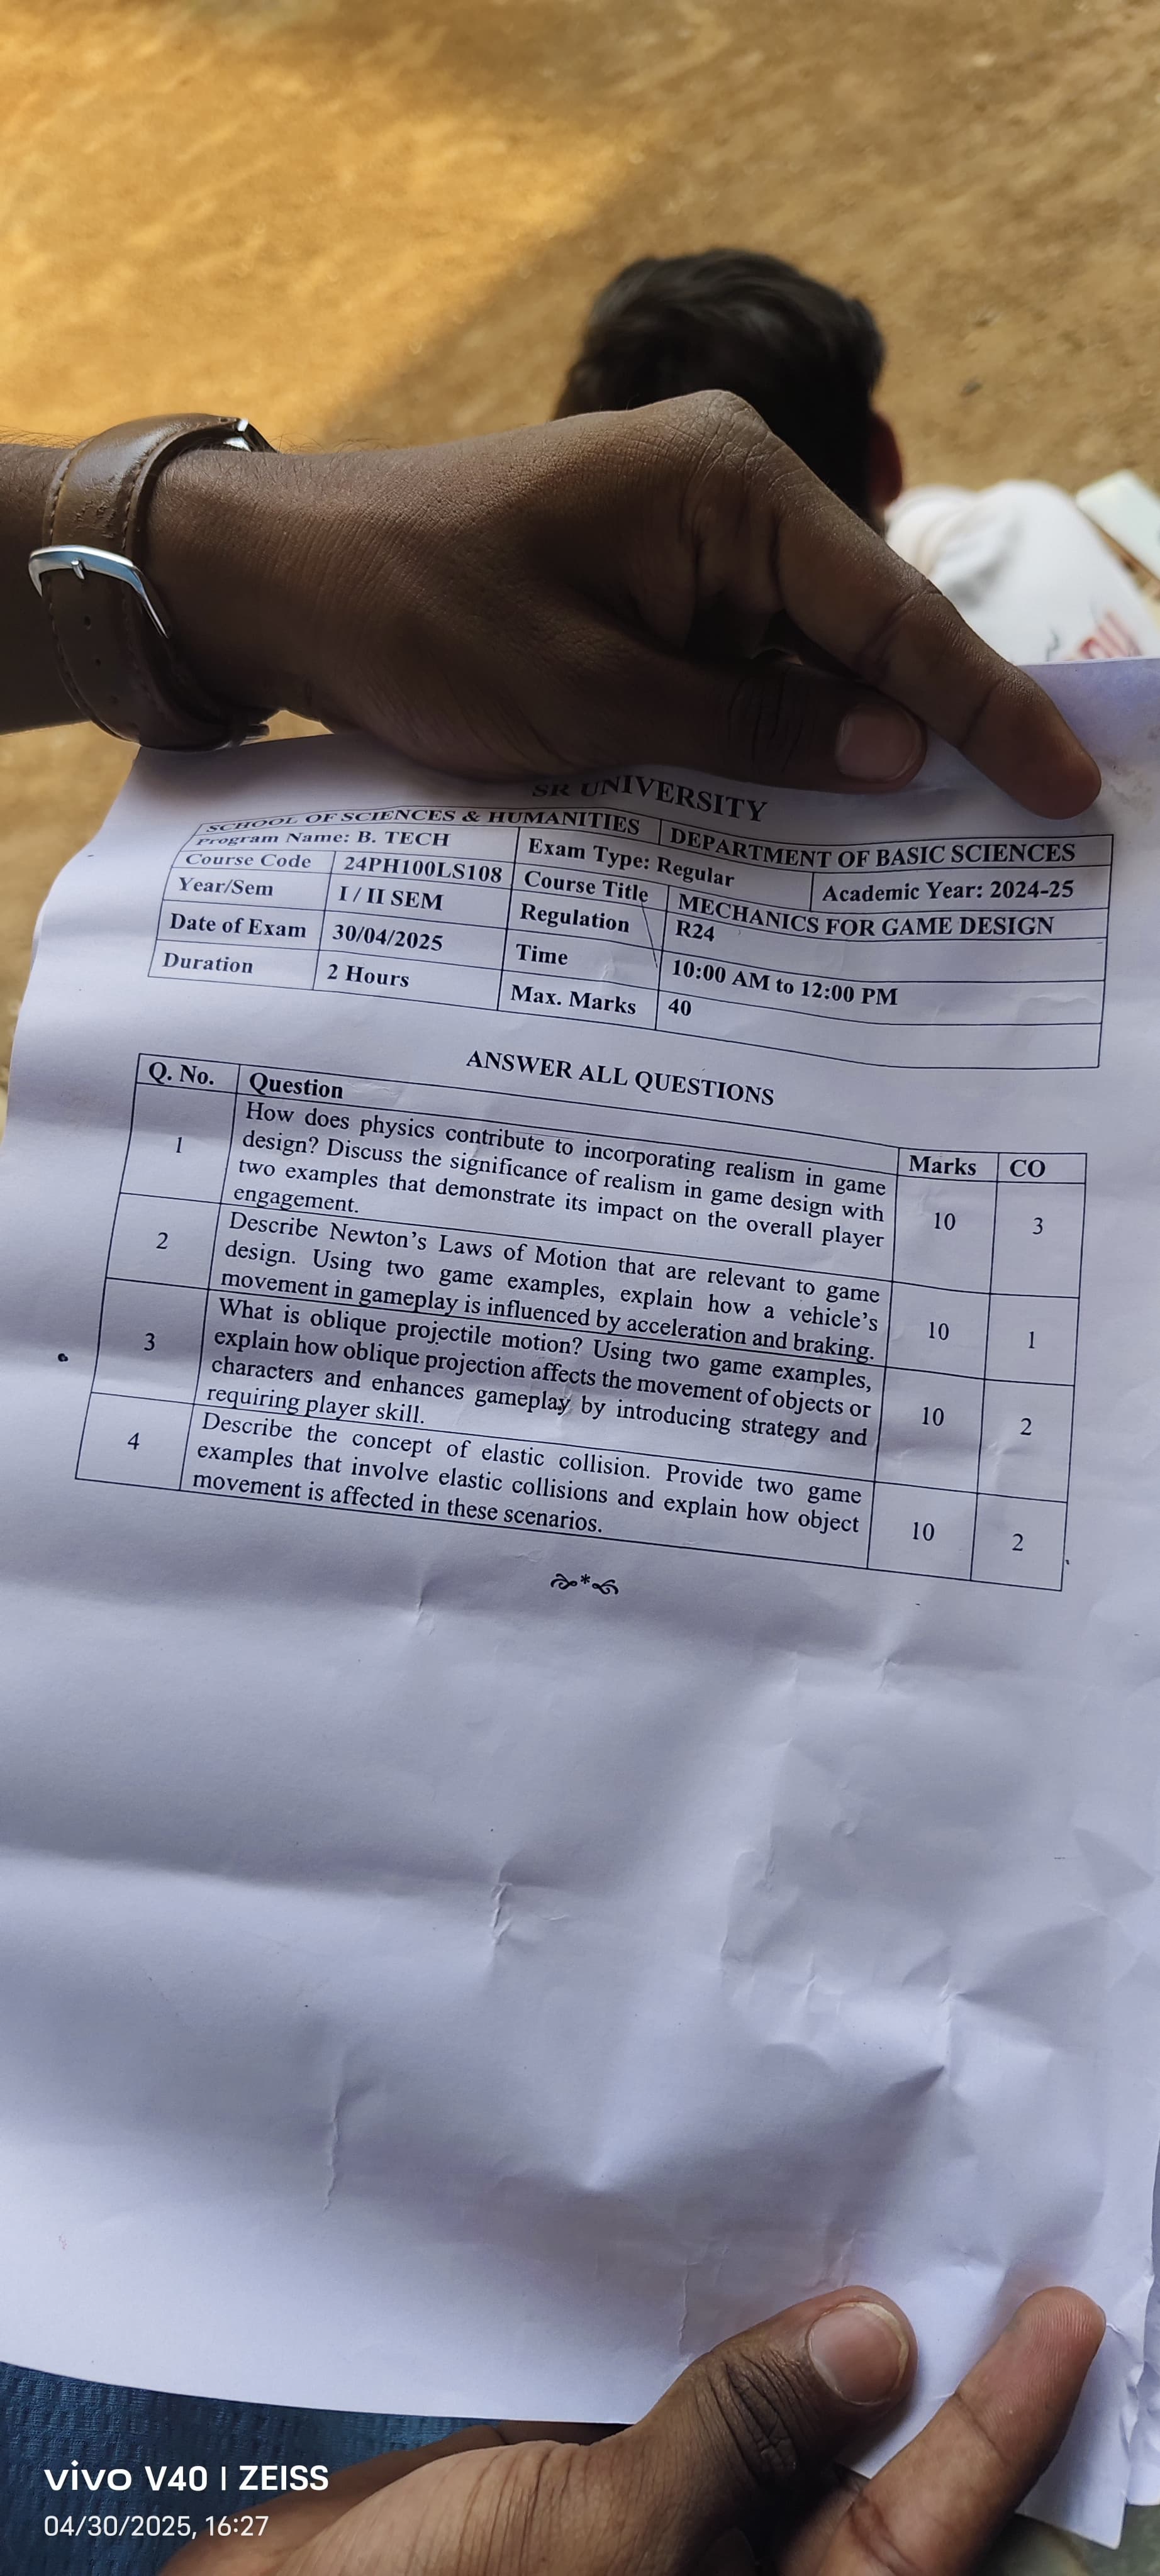 SR UNIVERSITY
SCHOOL OF SCIENCES & HUMANITIES DEPARTMENT OF BASIC SCIENCES
Program Name: B. TECH Exam Type: Regular Academic Year: 2024-25
Course Code 24PH100LS108 Course Title MECHANICS FOR GAME DESIGN
Year/Sem I / II SEM Regulation R24
Date of Exam 30/04/2025 Time 10:00 AM to 12:00 PM
Duration 2 Hours Max. Marks 40
ANSWER ALL QUESTIONS
Q. No. Question Marks CO
1 How does physics contribute to incorporating realism in game
design? Discuss the significance of realism in game design with
two examples that demonstrate its impact on the overall player
engagement. 10 3
2 Describe Newton's Laws of Motion that are relevant to game
design. Using two game examples, explain how a vehicle's
movement in gameplay is influenced by acceleration and braking. 10 1
3 What is oblique projectile motion? Using two game examples,
explain how oblique projection affects the movement of objects or
characters and enhances gameplay by introducing strategy and
requiring player skill. 10 2
4 Describe the concept of elastic collision. Provide two game
examples that involve elastic collisions and explain how object
movement is affected in these scenarios. 10 2
vivo V40 | ZEISS
04/30/2025, 16:27